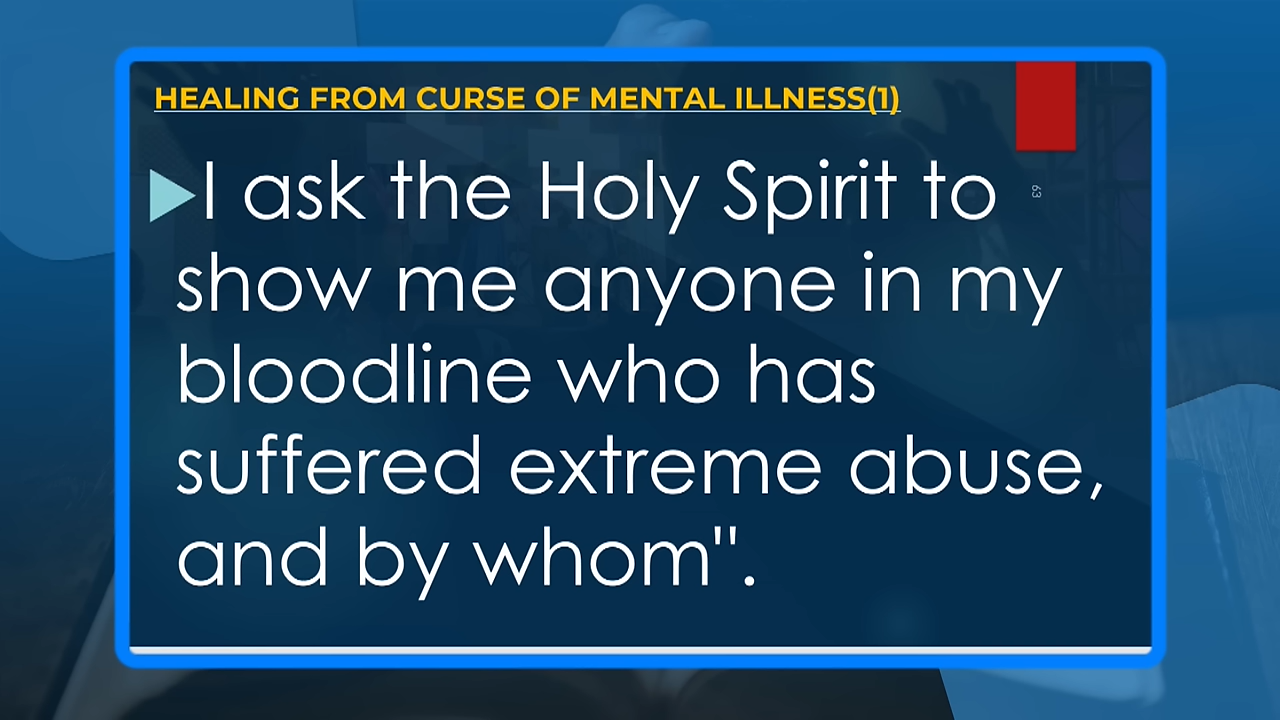 HEALING FROM CURSE OF MENTAL ILLNESS(1)
I ask the Holy Spirit to
63
show me anyone in my
bloodline who has
suffered extreme abuse,
and by whom".